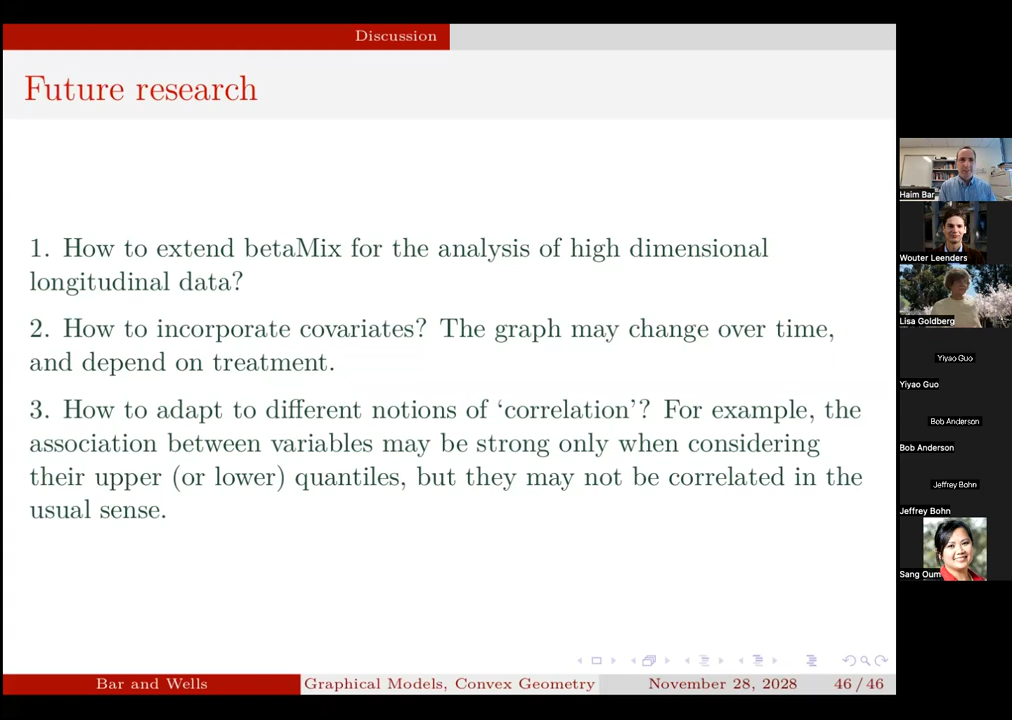 Discussion
Future research
1. How to extend betaMix for the analysis of high dimensional
longitudinal data?
2. How to incorporate covariates? The graph may change over time,
and depend on treatment.
3. How to adapt to different notions of ‘correlation’? For example, the
association between variables may be strong only when considering
their upper (or lower) quantiles, but they may not be correlated in the
usual sense.
Bar and Wells
Graphical Models, Convex Geometry
November 28, 2028
46 / 46
Haim Bar
Wouter Leenders
Lisa Goldberg
Yiyao Guo
Yiyao Guo
Bob Anderson
Bob Anderson
Jeffrey Bohn
Jeffrey Bohn
Sang Oum